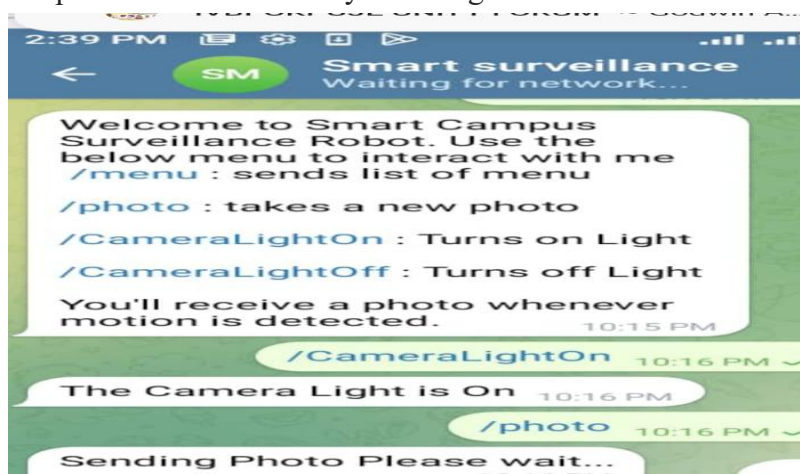 2:39 PM
SM
Smart surveillance
Waiting for network...
Welcome to Smart Campus
Surveillance Robot. Use the
below menu to interact with me
/menu : sends list of menu
/photo : takes a new photo
/CameraLightOn : Turns on Light
/CameraLightOff : Turns off Light
You'll receive a photo whenever
motion is detected.
10:15 PM
/CameraLightOn 10:16 PM
The Camera Light is On 10:16 PM
/photo 10:16 PM
Sending Photo Please wait...